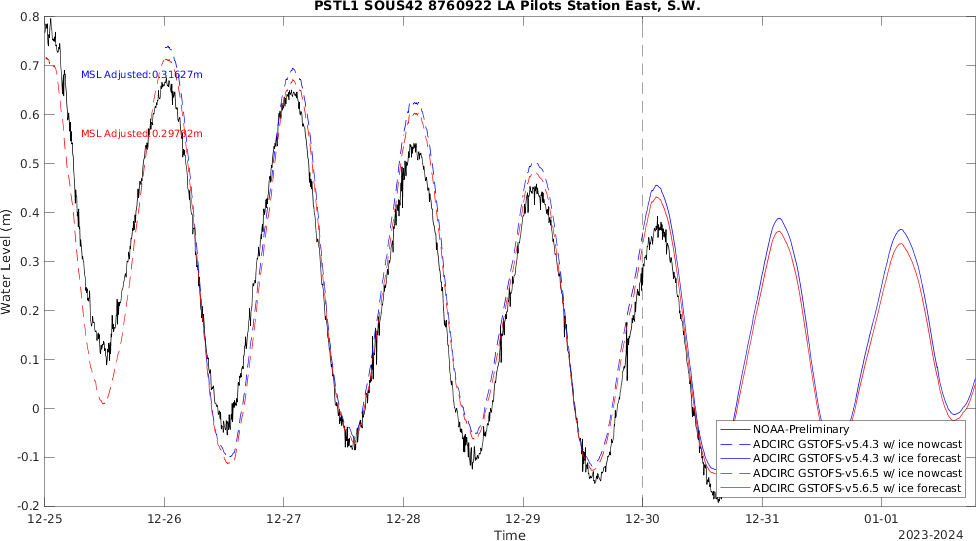 PSTL1 SOUS42 8760922 LA Pilots Station East, S.W.
0.8
0.7
0.6
0.5
0.4
0.3
0.2
0.1
0
-0.1
-0.2
Water Level (m)
MSL Adjusted:0.31627m
MSL Adjusted:0.29702m
NOAA-Preliminary
ADCIRC GSTOFS-v5.4.3 w/ ice nowcast
ADCIRC GSTOFS-v5.4.3 w/ ice forecast
ADCIRC GSTOFS-v5.6.5 w/ ice nowcast
ADCIRC GSTOFS-v5.6.5 w/ ice forecast
12-25 12-26 12-27 12-28 12-29 12-30 12-31 01-01
Time
2023-2024